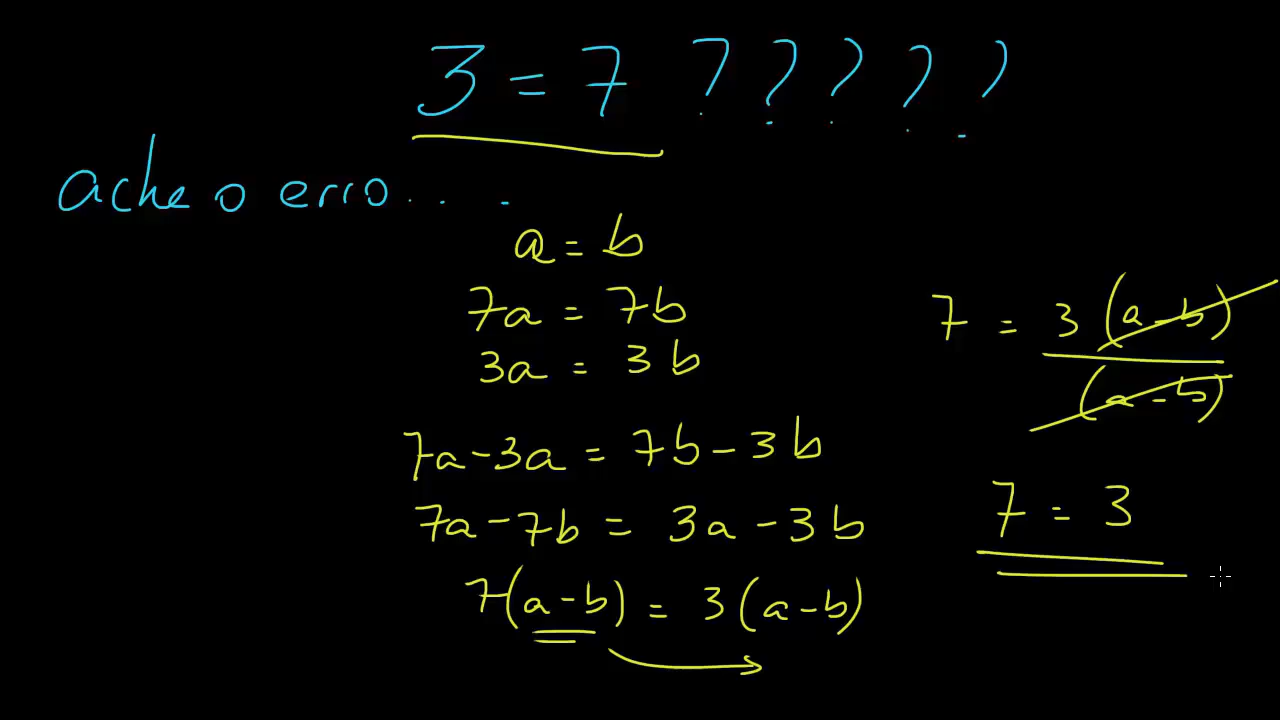 3 = 7 ? ? ? ? ?
ache o erro . . .
a = b
7a = 7b
3a = 3b
7a - 3a = 7b - 3b
7a - 7b = 3a - 3b
7(a - b) = 3(a - b)
7 = 3 (a - b)
(a - b)
7 = 3